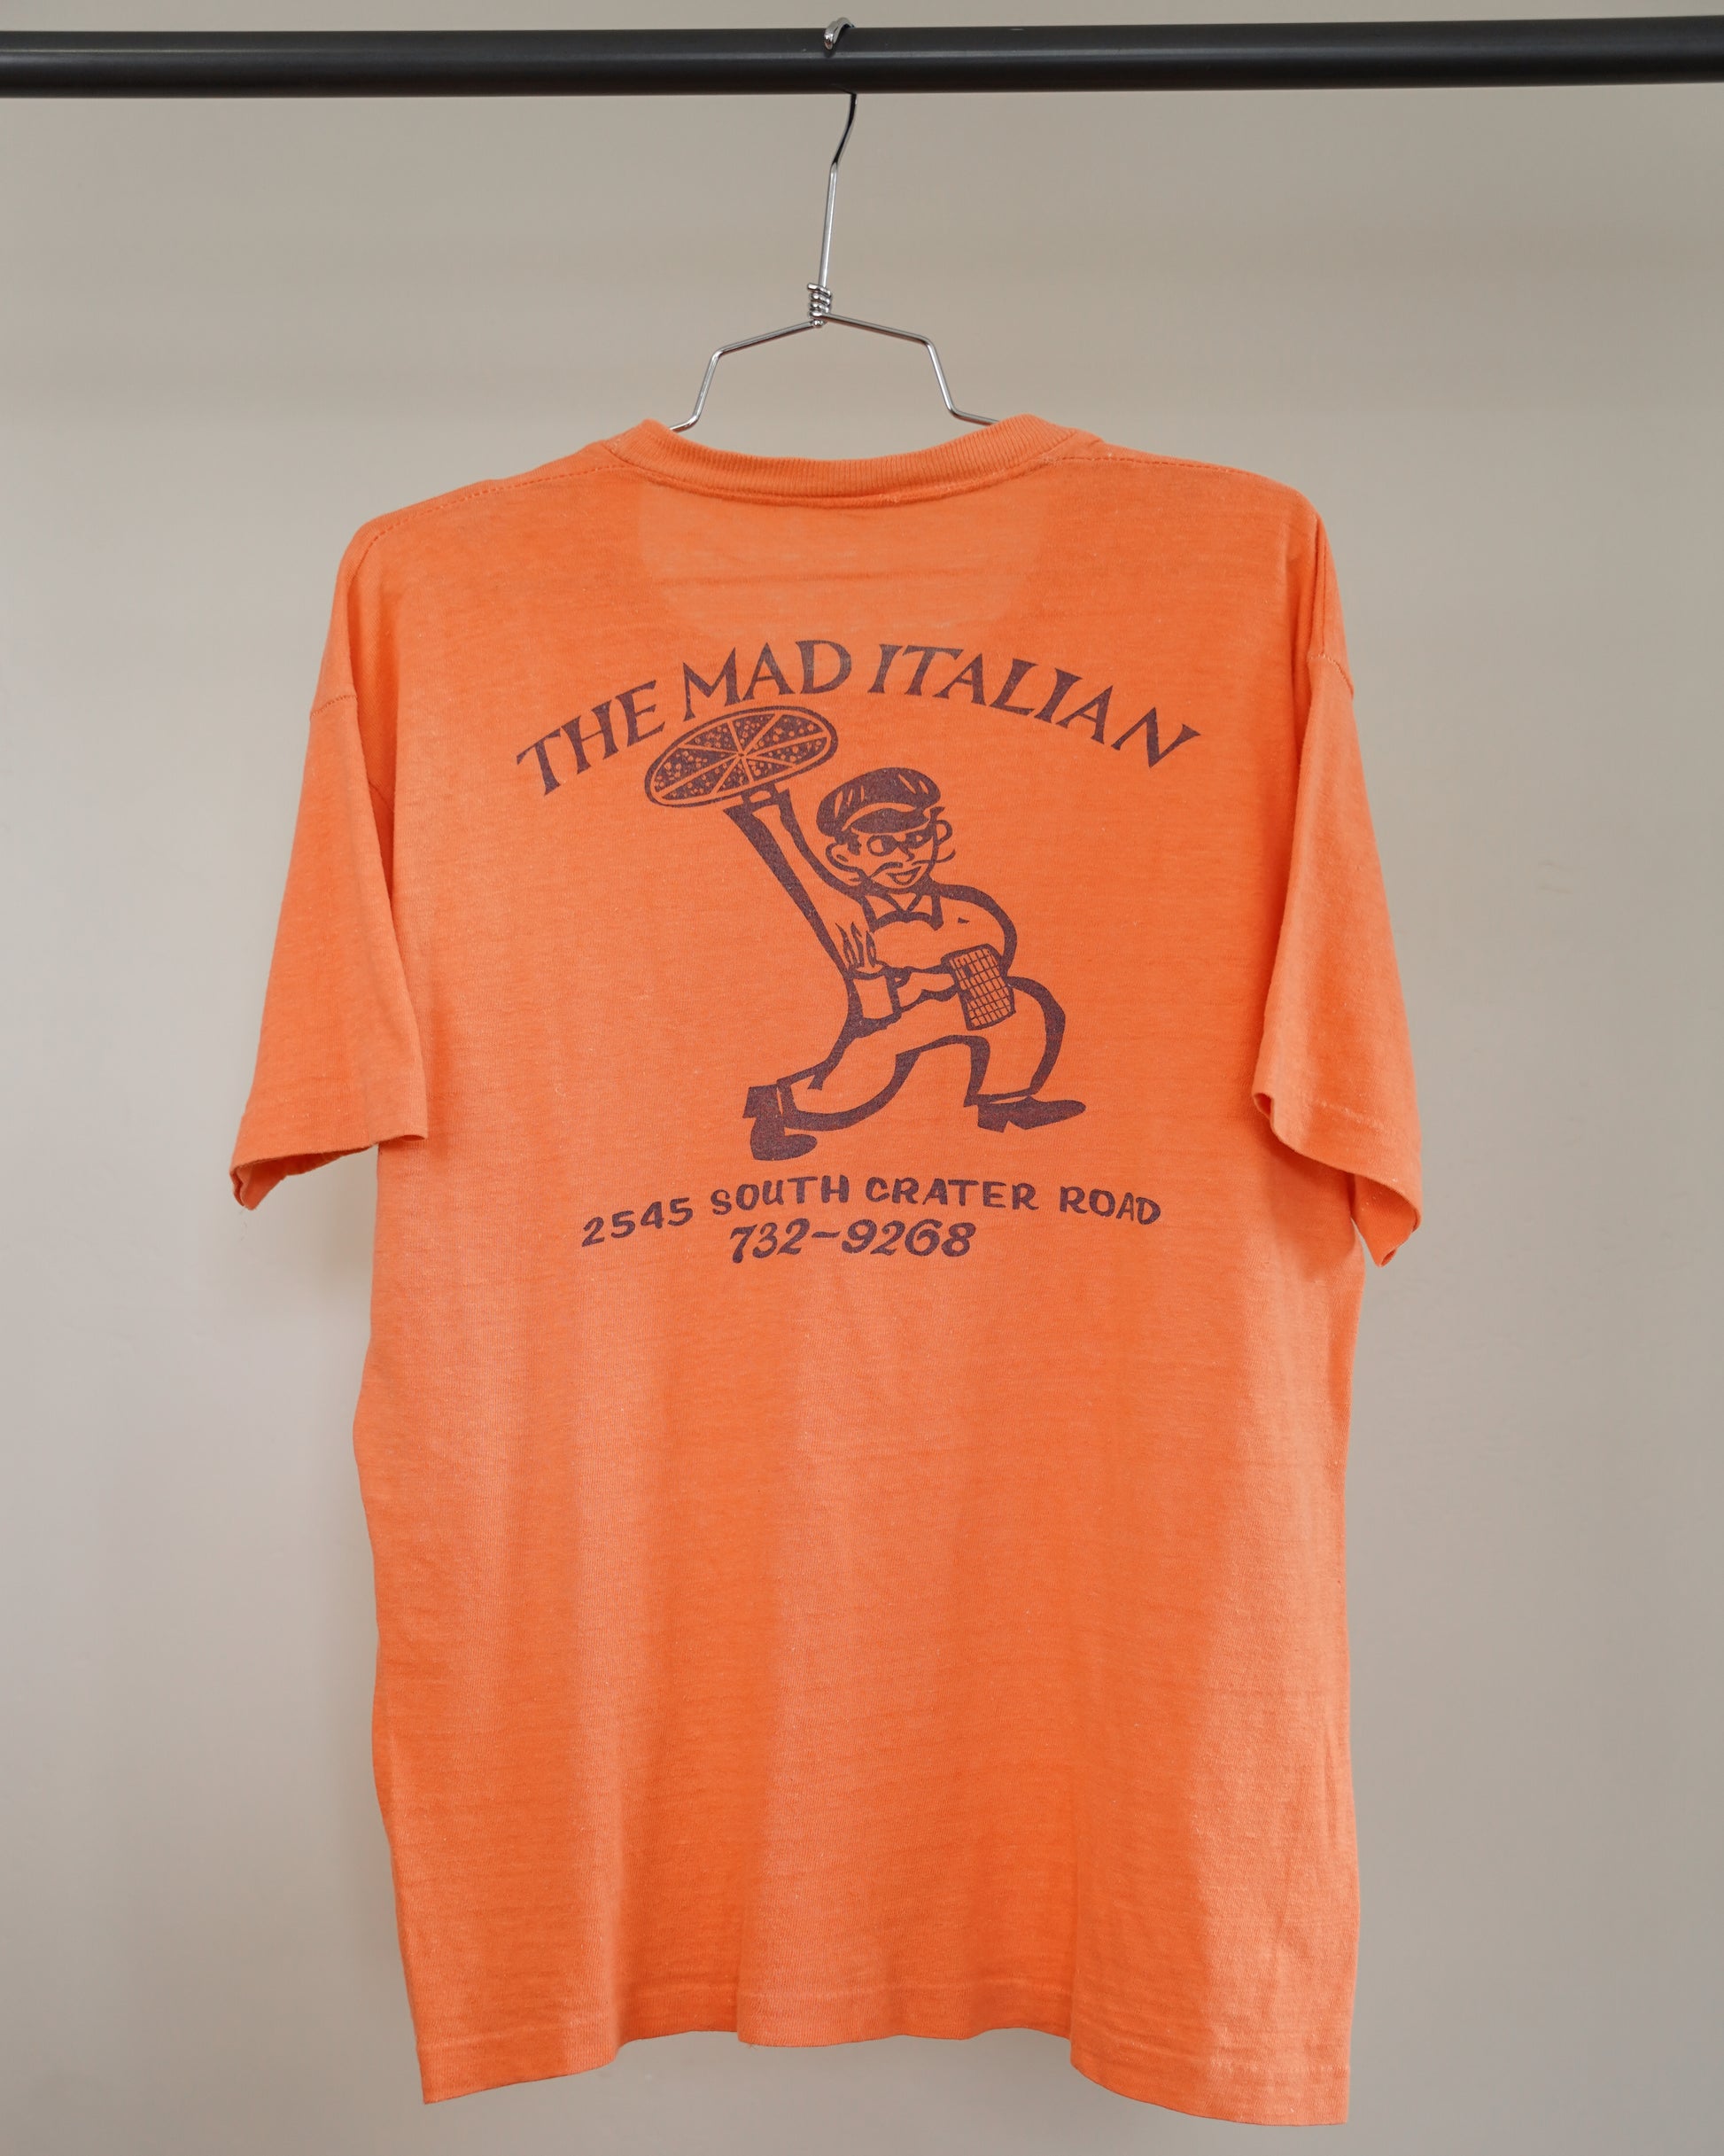 THE MAD ITALIAN
2545 SOUTH CRATER ROAD
732-9268